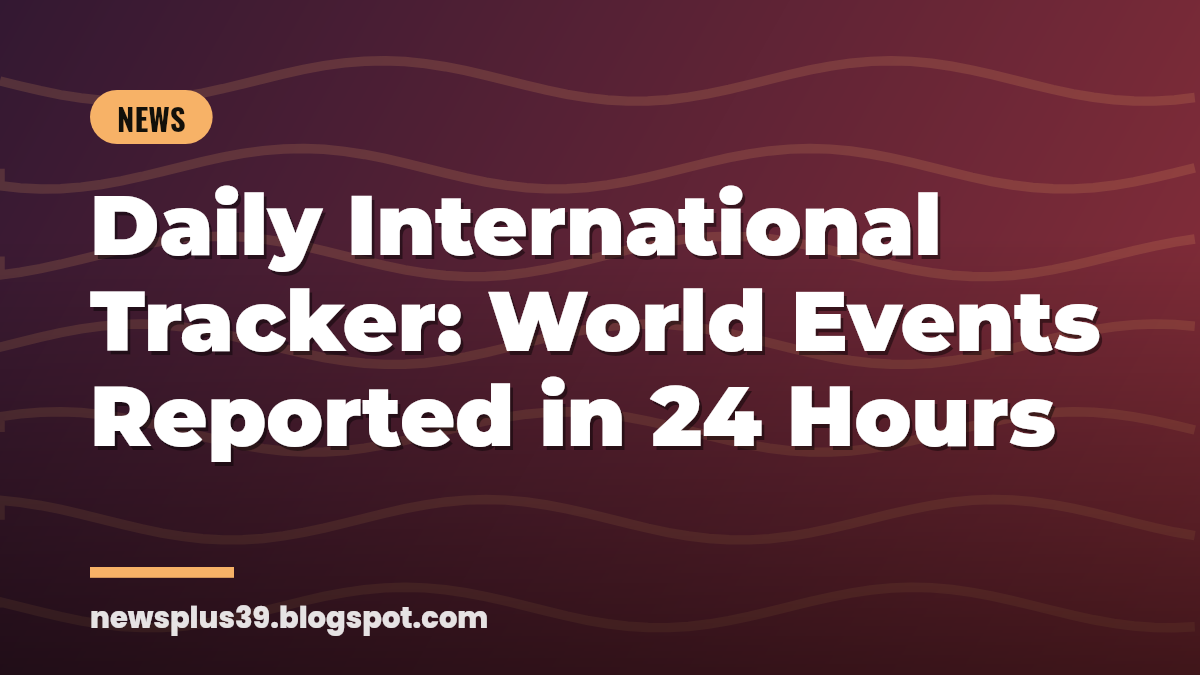 NEWS
Daily International
Tracker: World Events
Reported in 24 Hours
newsplus39.blogspot.com